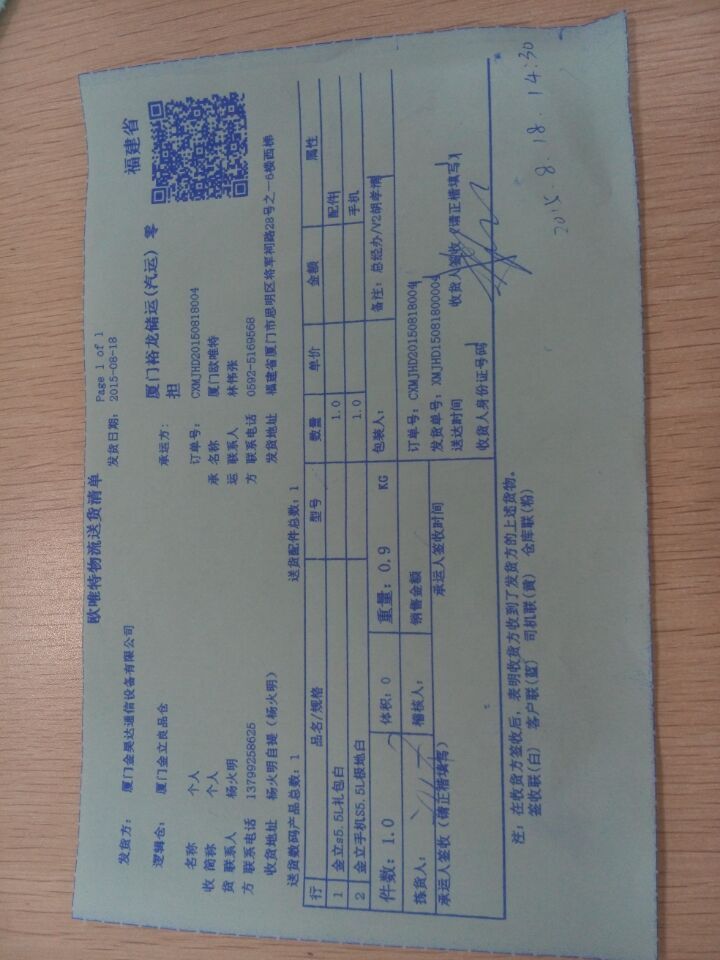 欧唯特物流送货清单
Page 1 of 1
发货日期：2015-08-18
福建省
发货方：厦门金昊达通信设备有限公司
承运方：厦门裕龙储运(汽运) 零担
逻辑仓：厦门金立良品仓
订单号：CXMJHD20150818004
收货方 名称 个人
简称 个人
联系人 杨火明
联系电话 13799258625
收货地址 杨火明自提（杨火明）
承运方 名称 厦门欧唯特
联系人 林伟张
联系电话 0592-5169568
发货地址 福建省厦门市思明区将军祠路28号之一6楼西梯
送货数码产品总数：1 送货配件总数：1
行 品名/规格 型号 数量 单价 金额 属性
1 金立s5.5L礼包白 1.0 配件
2 金立手机S5.5L极地白 1.0 手机
件数：1.0 体积：0 重量：0.9 KG 包装人： 备注：总经办/V2胡孝清
拣货人： 稽核人： 销售金额
订单号：CXMJHD20150818004
发货单号：XMJHD15081800004
承运人签收（请正楷填写） 承运人签收时间
送达时间 收货人签收（请正楷填写）
收货人身份证号码
2015.8.18.14:30
注：在收货方签收后，表明收货方收到了发货方的上述货物。
签收联(白) 客户联(蓝) 司机联(黄) 仓库联(粉)